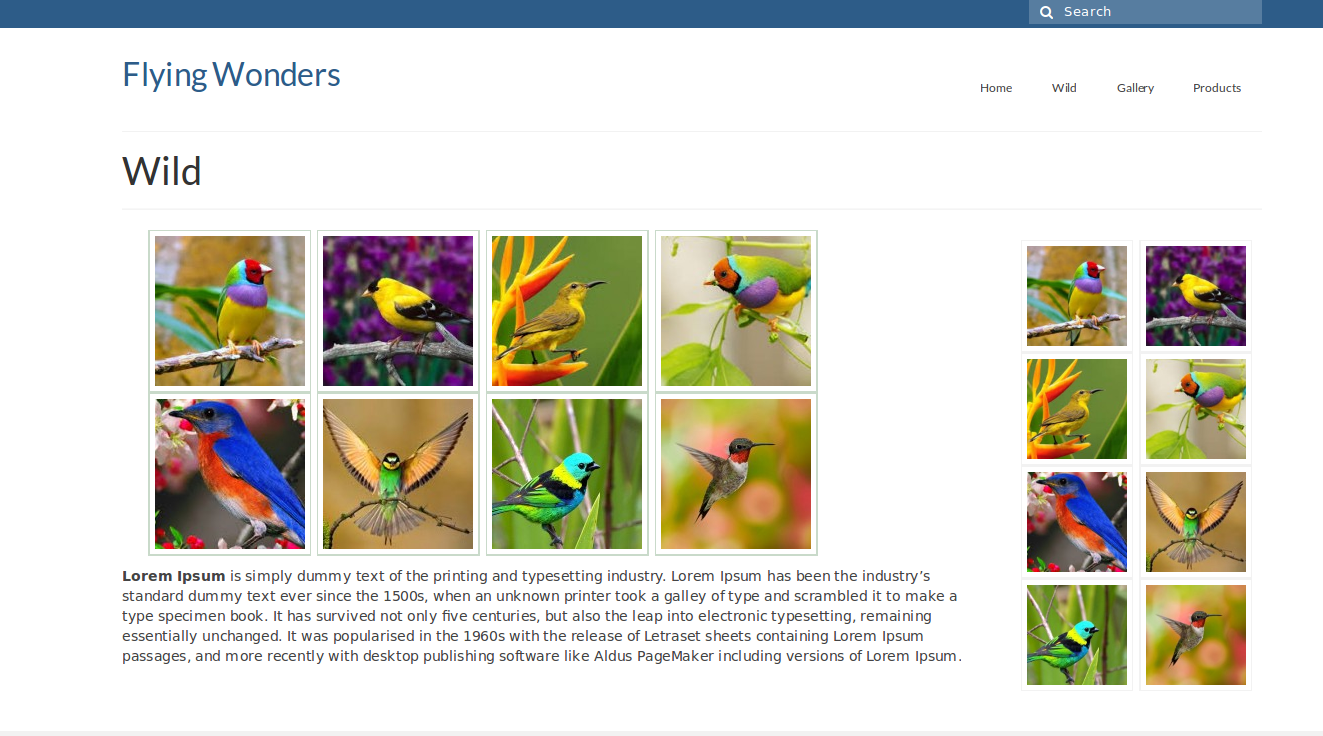 Search
Flying Wonders
Home Wild Gallery Products
Wild
Lorem Ipsum is simply dummy text of the printing and typesetting industry. Lorem Ipsum has been the industry’s
standard dummy text ever since the 1500s, when an unknown printer took a galley of type and scrambled it to make a
type specimen book. It has survived not only five centuries, but also the leap into electronic typesetting, remaining
essentially unchanged. It was popularised in the 1960s with the release of Letraset sheets containing Lorem Ipsum
passages, and more recently with desktop publishing software like Aldus PageMaker including versions of Lorem Ipsum.